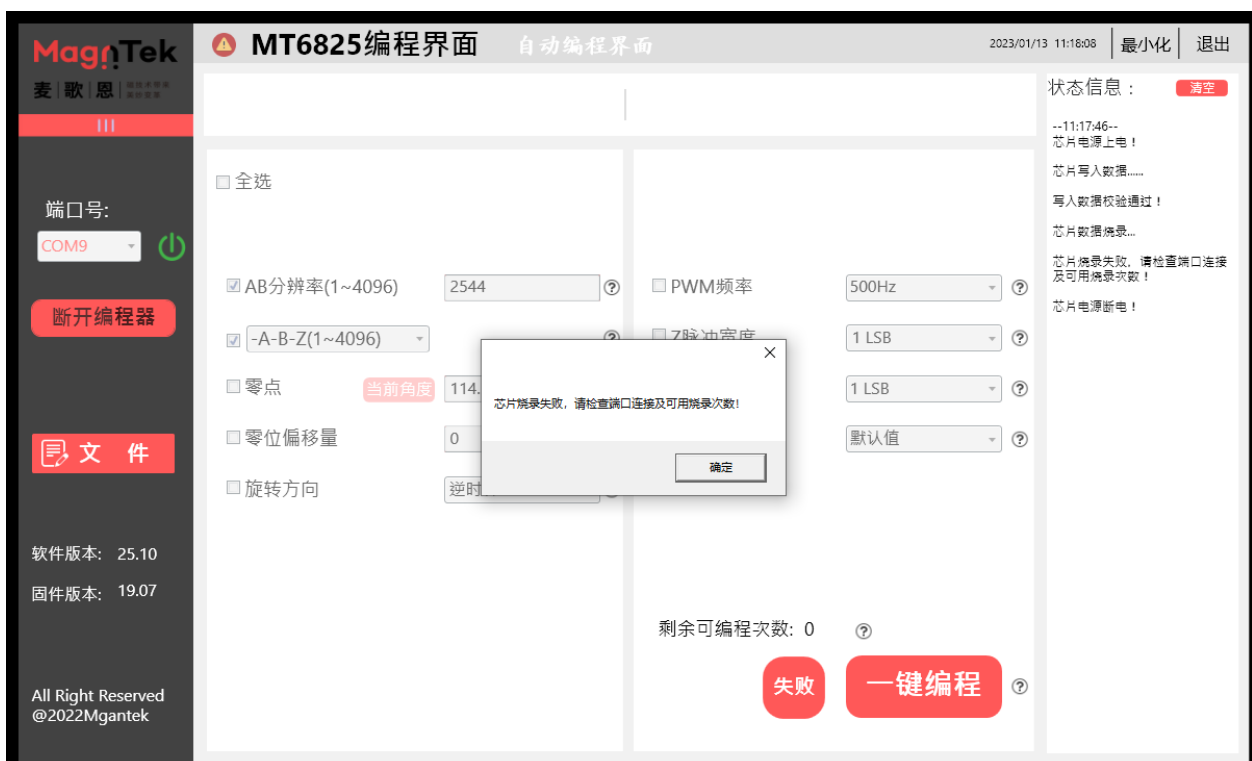 MagnTek
麦|歌|恩
MT6825编程界面
自动编程界面
2023/01/13 11:18:08
最小化
退出
端口号:
COM9
断开编程器
文 件
软件版本: 25.10
固件版本: 19.07
All Right Reserved
@2022Mgantek
全选
AB分辨率(1~4096) 2544
-A-B-Z(1~4096)
零点 当前角度 114.
零位偏移量 0
旋转方向 逆时
PWM频率 500Hz
Z脉冲宽度 1 LSB
1 LSB
默认值
芯片烧录失败，请检查端口连接及可用烧录次数!
确定
剩余可编程次数: 0
失败
一键编程
状态信息：
清空
--11:17:46--
芯片电源上电！
芯片写入数据......
写入数据校验通过！
芯片数据烧录...
芯片烧录失败，请检查端口连接
及可用烧录次数！
芯片电源断电！